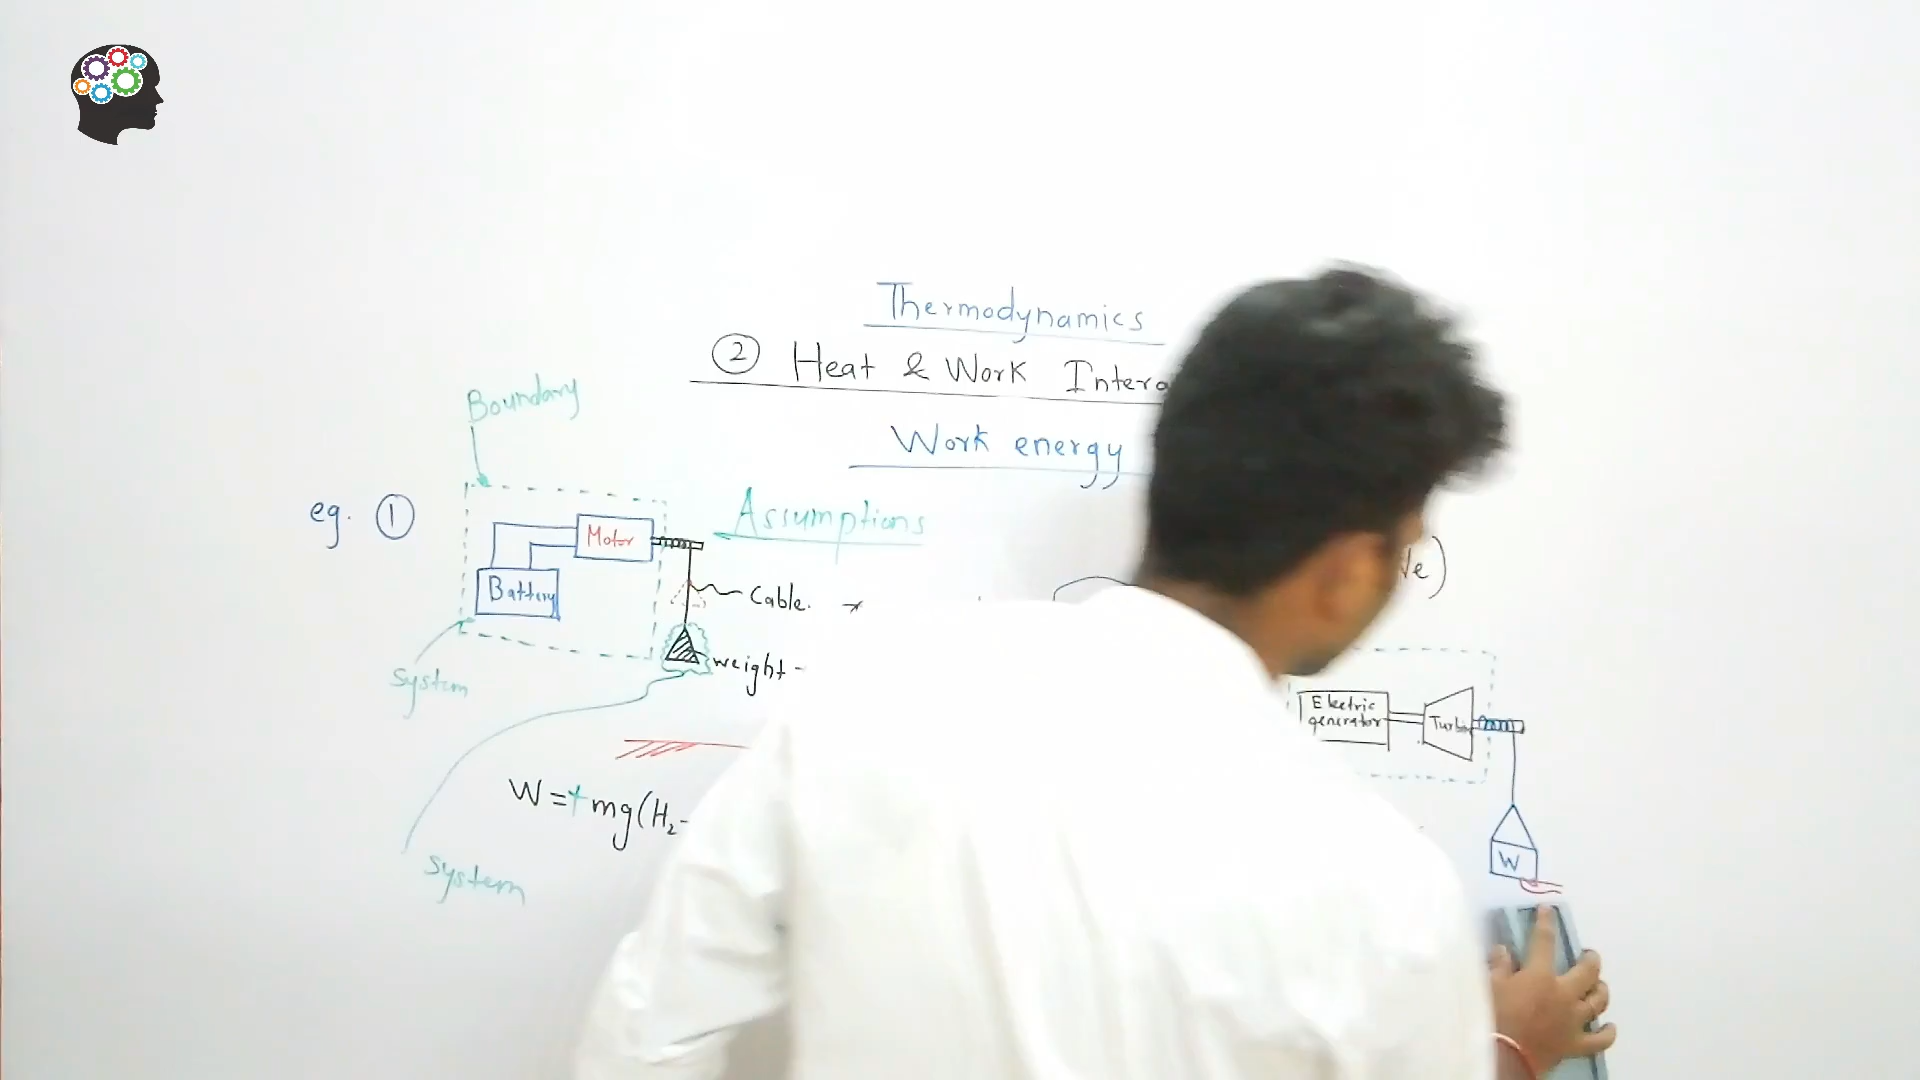 Thermodynamics
② Heat & Work
Work energy
Boundary
eg. ①
Assumptions
Motor
Battery
Cable.
weight -
System
W = + mg(H₂-
System
Electric
generator
W